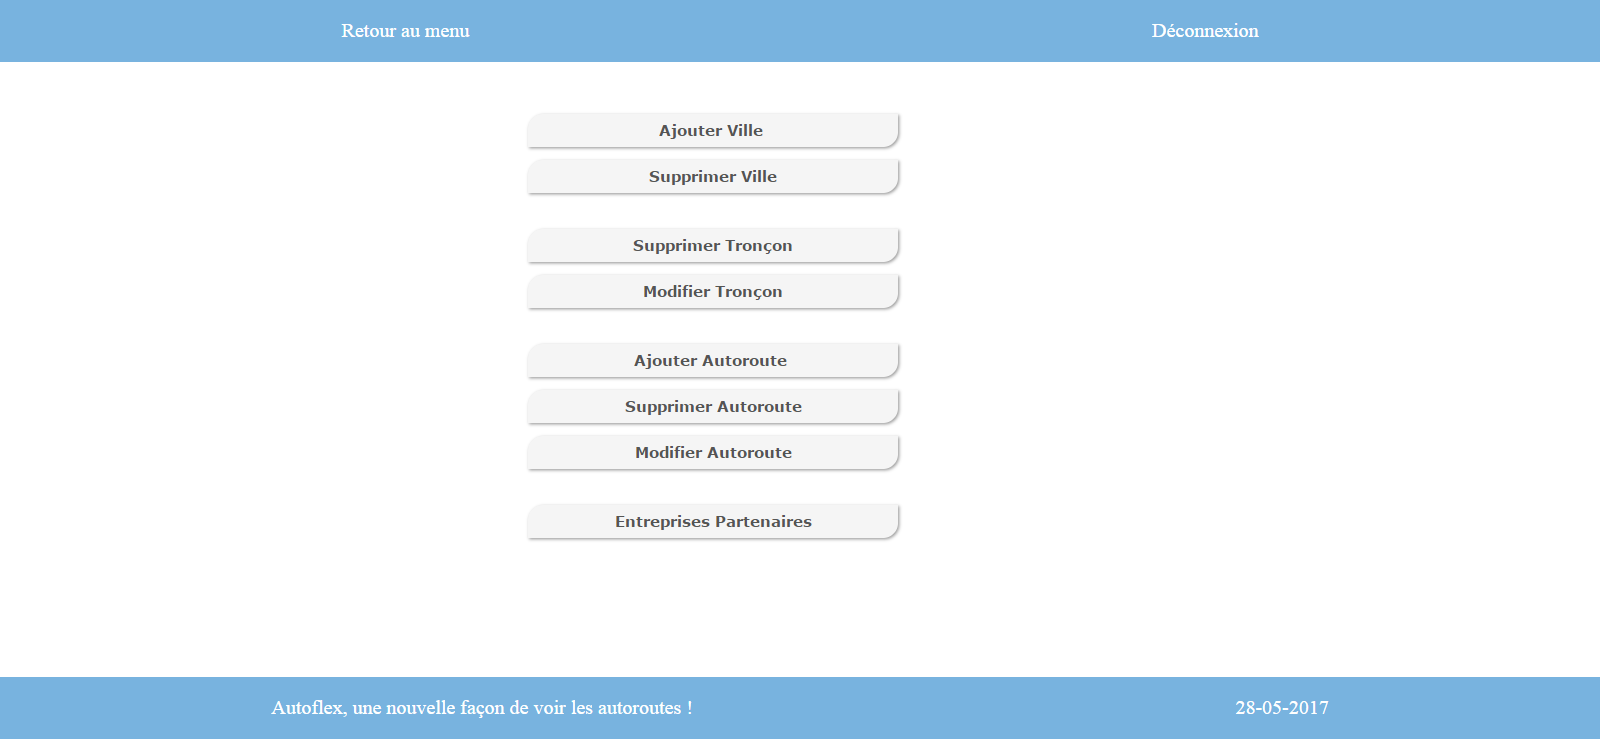 Retour au menu
Déconnexion
Ajouter Ville
Supprimer Ville
Supprimer Tronçon
Modifier Tronçon
Ajouter Autoroute
Supprimer Autoroute
Modifier Autoroute
Entreprises Partenaires
Autoflex, une nouvelle façon de voir les autoroutes !
28-05-2017